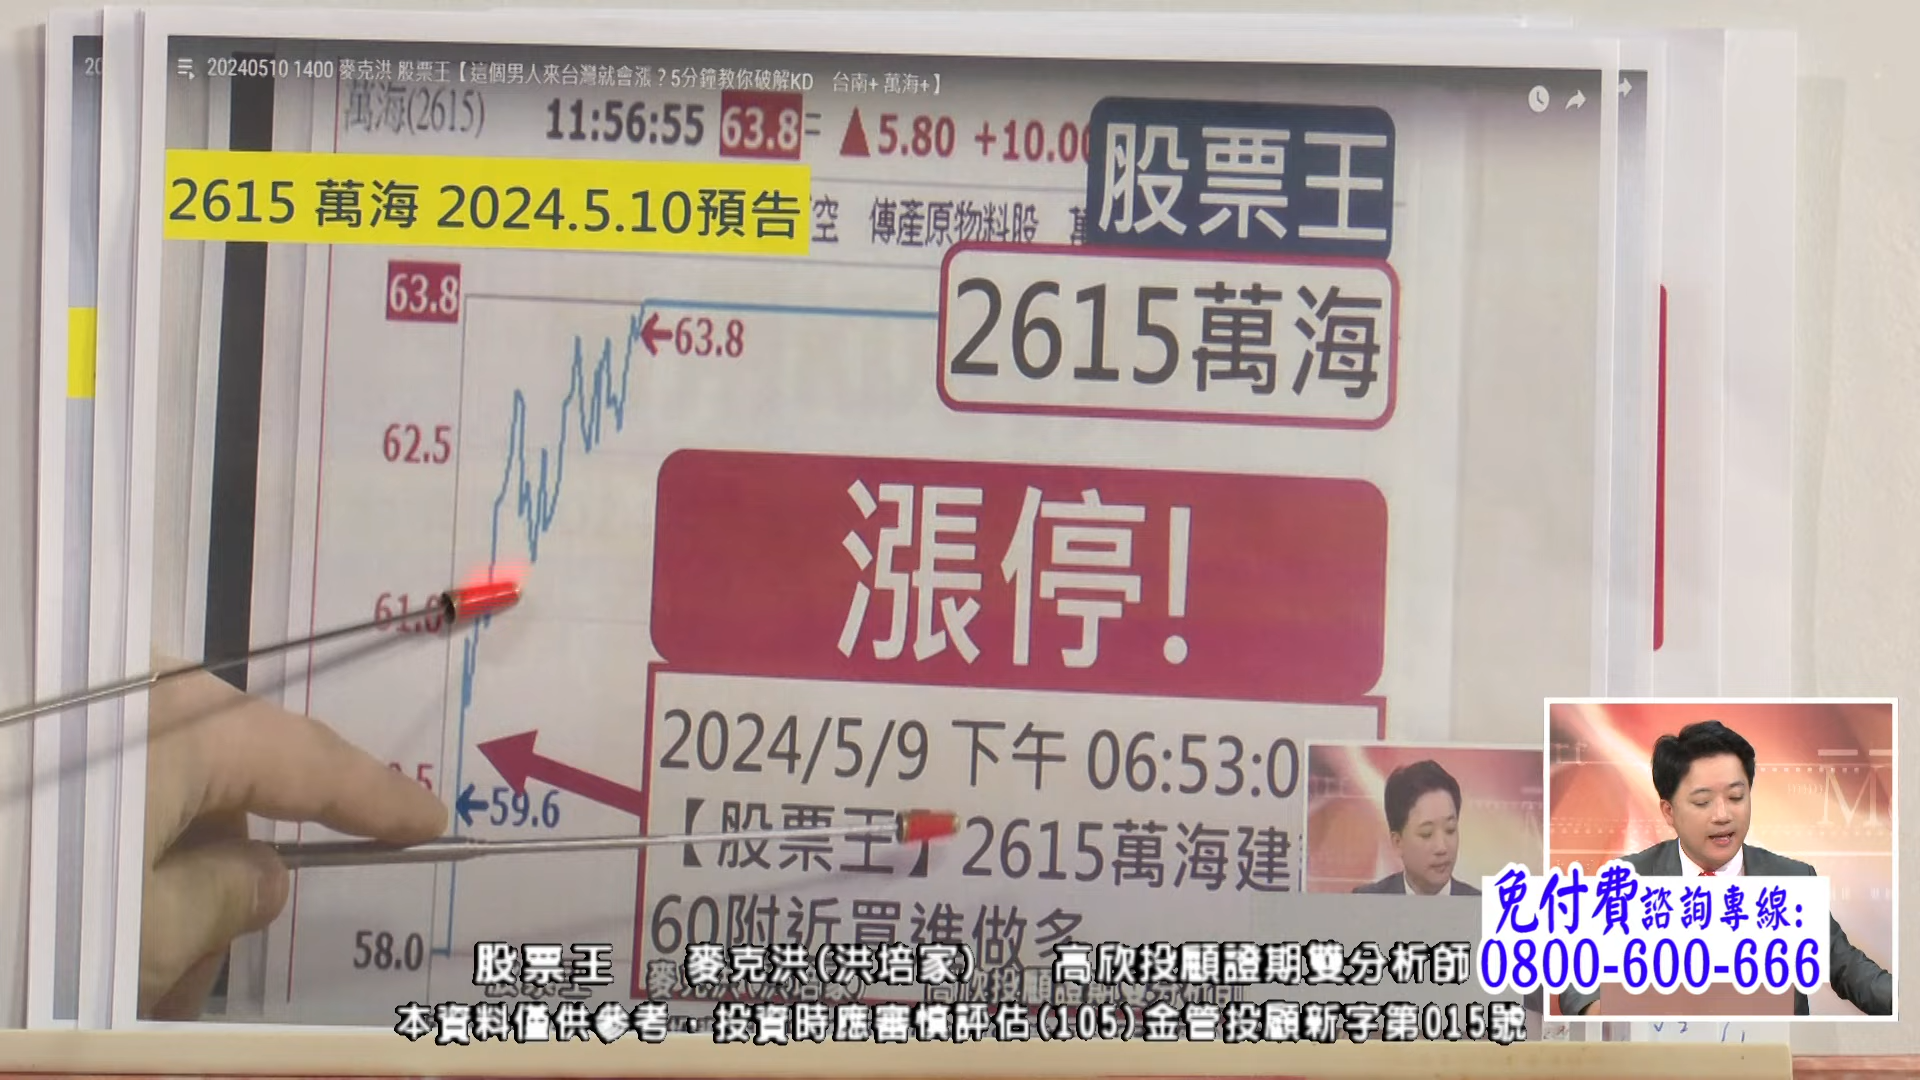 20240510 1400 麥克洪 股票王【這個男人來台灣就會漲？5分鐘教你破解KD 台南+ 萬海+】
萬海(2615) 11:56:55 63.8= ▲5.80 +10.00
股票王
2615 萬海 2024.5.10預告
空 傳產原物料股
63.8
←63.8
2615萬海
62.5
漲停!
61.0
2024/5/9 下午 06:53:0
←59.6
【股票王】2615萬海建
60附近買進做多
58.0
免付費諮詢專線:
0800-600-666
股票王 麥克洪(洪培家) 高欣投顧證期雙分析師
本資料僅供參考，投資時應審慎評估(105)金管投顧新字第015號